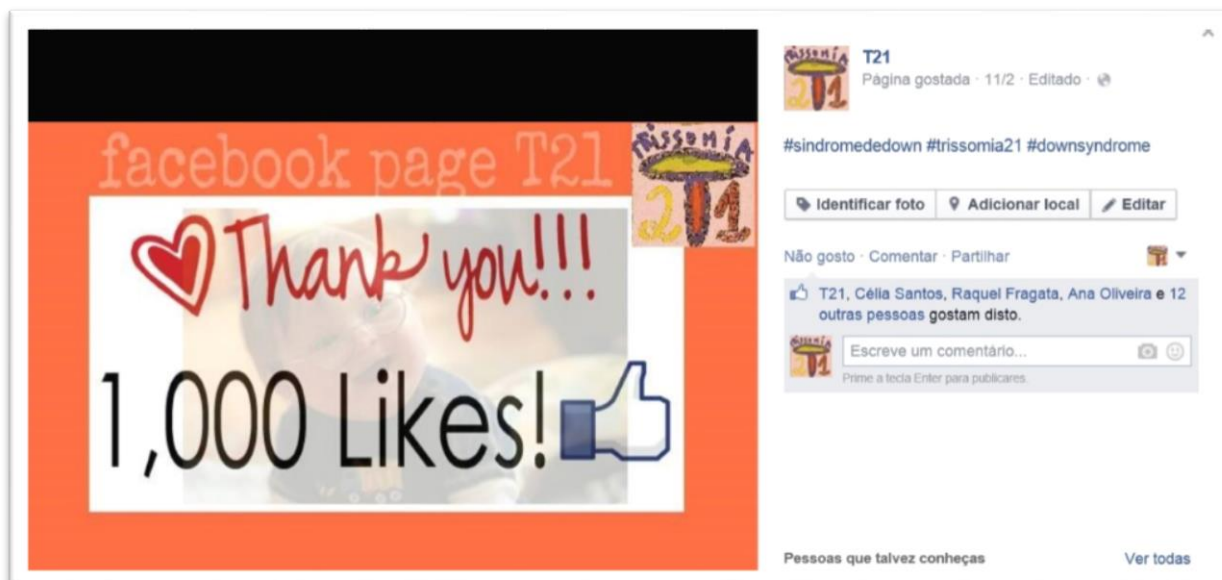 facebook page T21
TRISSOMIA
21
Thank you!!!
1,000 Likes!
TRISSOMIA
21
T21
Página gostada · 11/2 · Editado ·
#sindromededown #trissomia21 #downsyndrome
Identificar foto
Adicionar local
Editar
Não gosto · Comentar · Partilhar
T21, Célia Santos, Raquel Fragata, Ana Oliveira e 12
outras pessoas gostam disto.
Escreve um comentário...
Prime a tecla Enter para publicares.
Pessoas que talvez conheças
Ver todas